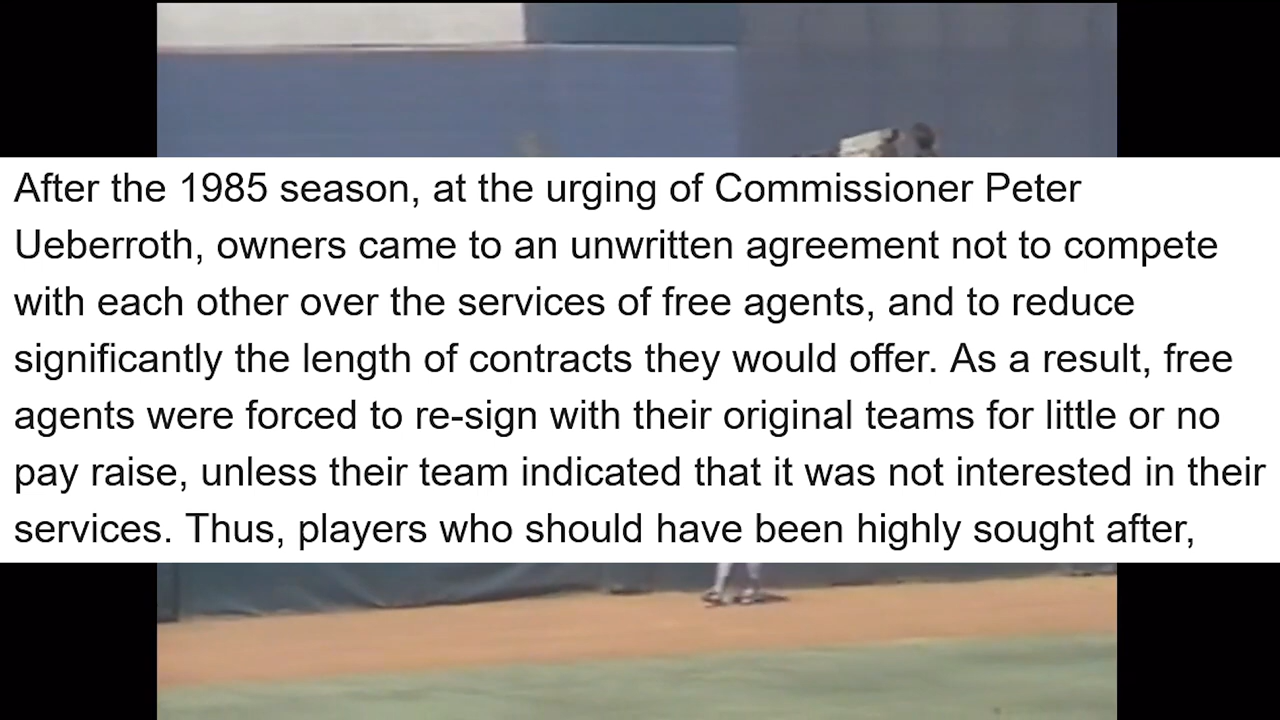 After the 1985 season, at the urging of Commissioner Peter
Ueberroth, owners came to an unwritten agreement not to compete
with each other over the services of free agents, and to reduce
significantly the length of contracts they would offer. As a result, free
agents were forced to re-sign with their original teams for little or no
pay raise, unless their team indicated that it was not interested in their
services. Thus, players who should have been highly sought after,